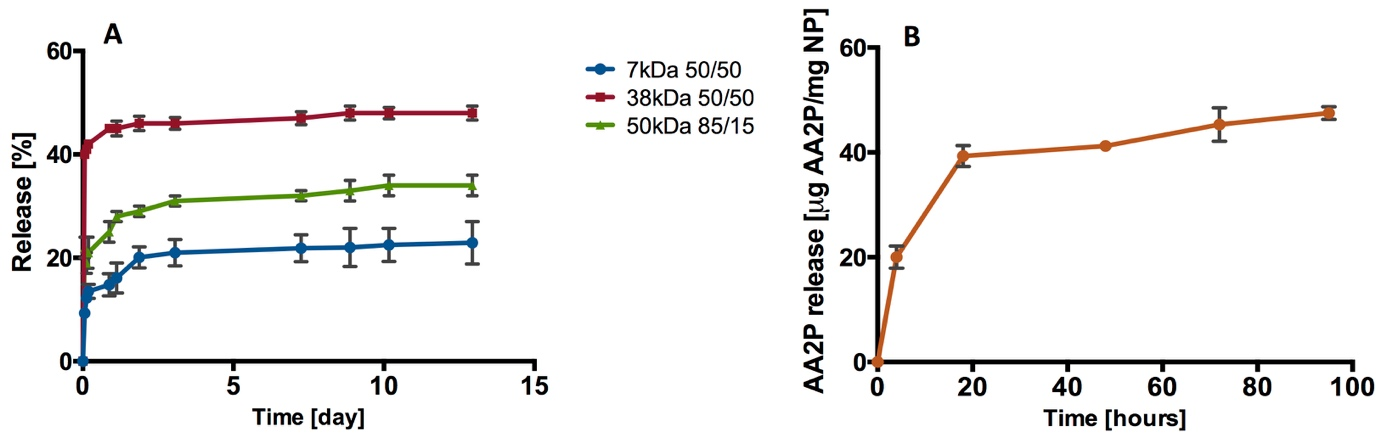 A
60
40
20
0
Release [%]
0 5 10 15
Time [day]
7kDa 50/50
38kDa 50/50
50kDa 85/15
B
60
40
20
0
AA2P release [µg AA2P/mg NP]
0 20 40 60 80 100
Time [hours]